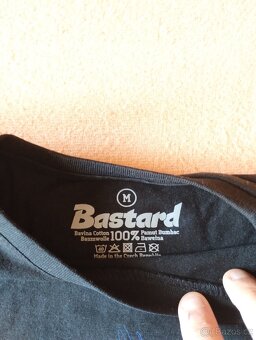 M
Bastard
Bavlna Cotton 100% Pamut Bumbac
Baumwolle Bawełna
Made in the Czech Republic